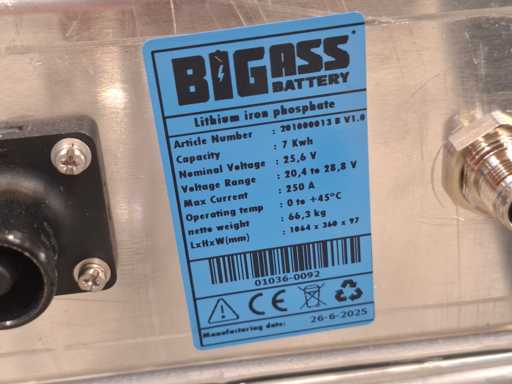 BIGASS
BATTERY
Lithium iron phosphate
Article Number : 201000013 B V1.0
Capacity : 7 Kwh
Nominal Voltage : 25,6 V
Voltage Range : 20,4 to 28,8 V
Max Current : 250 A
Operating temp : 0 to +45°C
nette weight : 66,3kg
LxHxW(mm) : 1064 x 360 x 97
01036-0092
CE
Manufacturing date: 26-6-2025